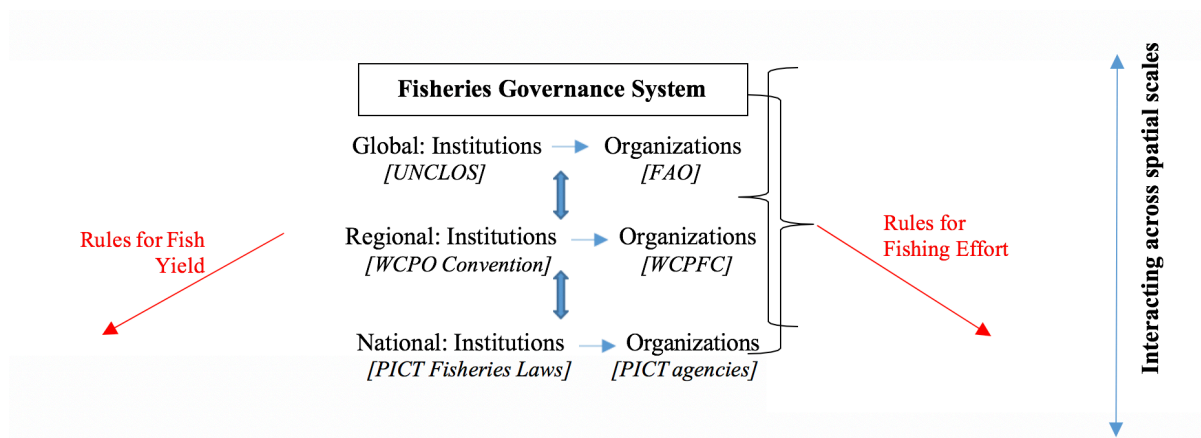 Fisheries Governance System
Global: Institutions Organizations
[UNCLOS] [FAO]
Regional: Institutions Organizations
[WCPO Convention] [WCPFC]
National: Institutions Organizations
[PICT Fisheries Laws] [PICT agencies]
Rules for Fish
Yield
Rules for
Fishing Effort
Interacting across spatial scales